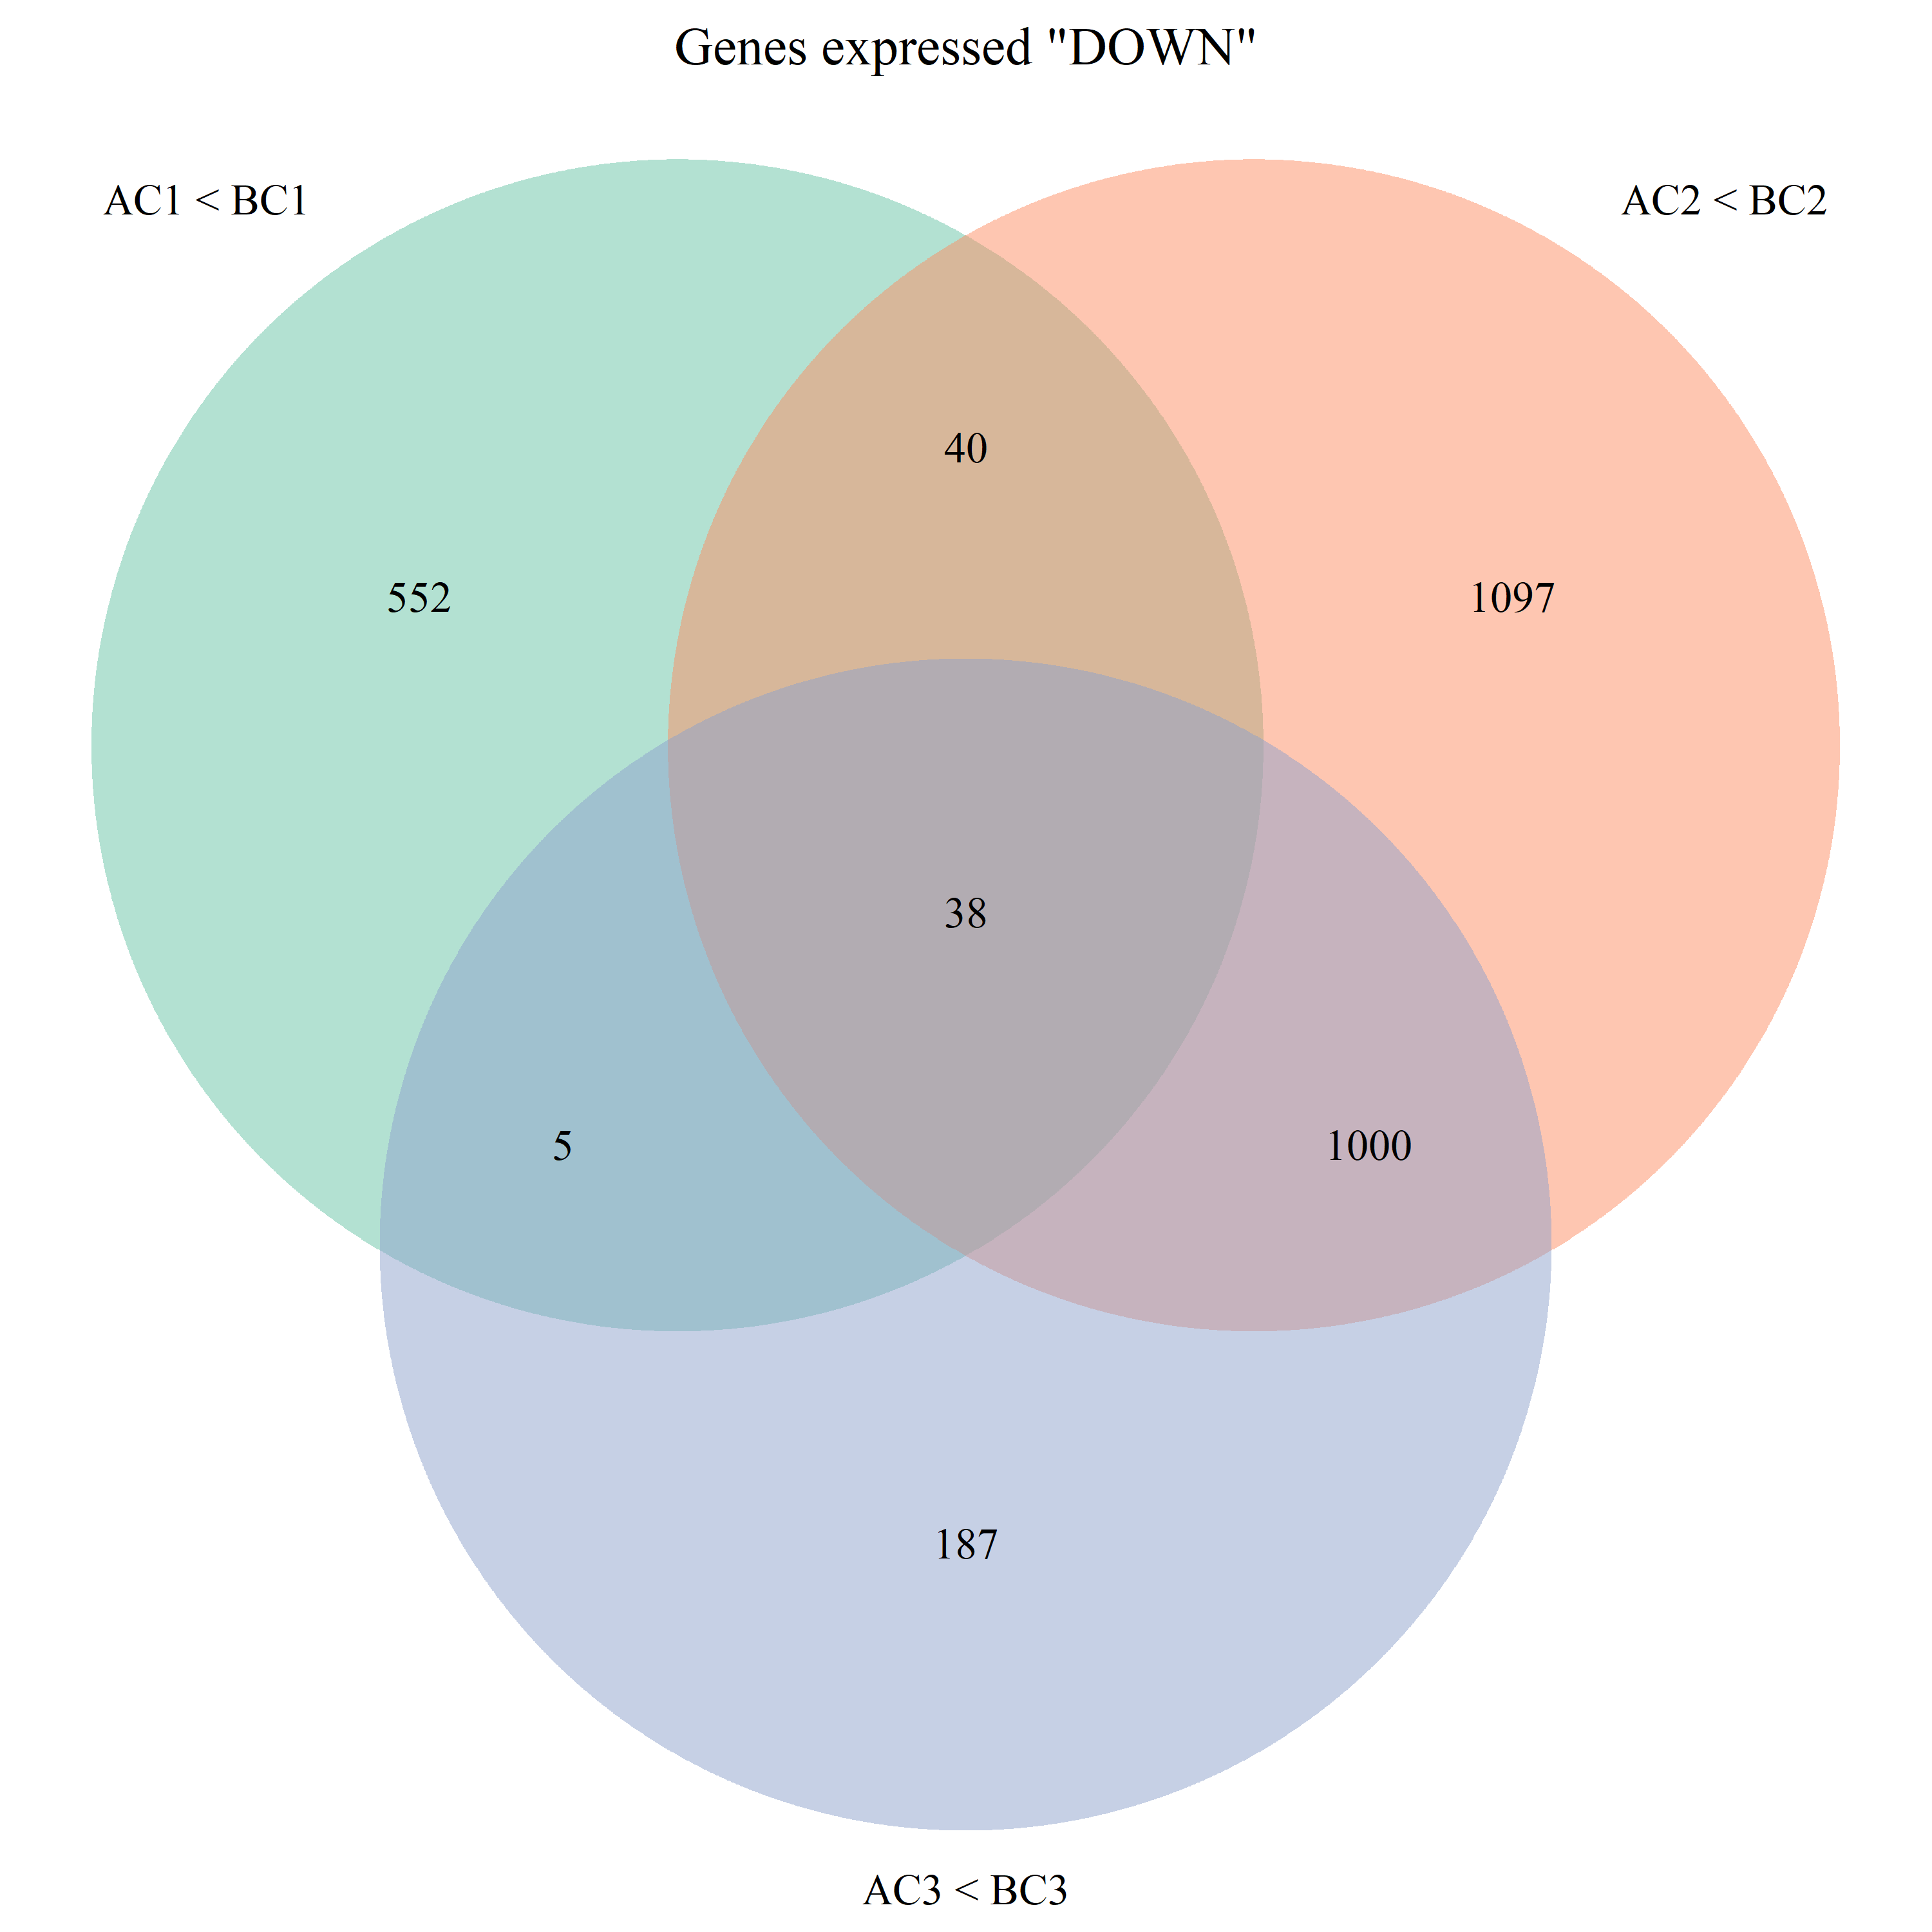 Genes expressed "DOWN"
AC1 < BC1
AC2 < BC2
40
552
1097
38
5
1000
187
AC3 < BC3